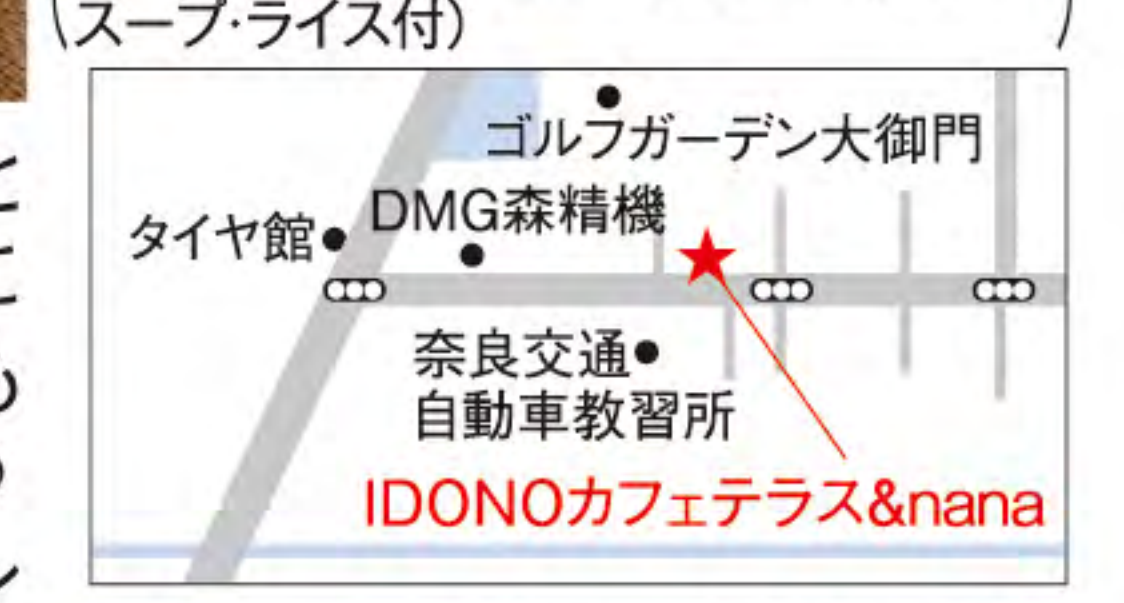 (スープ・ライス付)
ゴルフガーデン大御門
DMG森精機
タイヤ館
奈良交通
自動車教習所
IDONOカフェテラス&nana